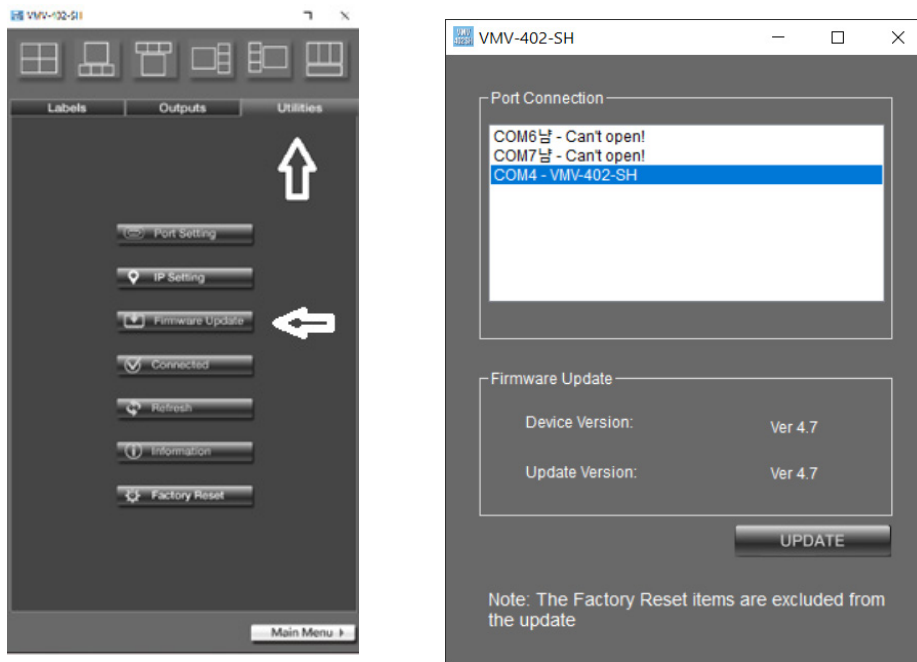 VMV-402-SH
Labels
Outputs
Utilities
Port Setting
IP Setting
Firmware Update
Connected
Refresh
Information
Factory Reset
Main Menu
VMV-402-SH
Port Connection
COM6냠 - Can't open!
COM7냠 - Can't open!
COM4 - VMV-402-SH
Firmware Update
Device Version:
Ver 4.7
Update Version:
Ver 4.7
UPDATE
Note: The Factory Reset items are excluded from
the update